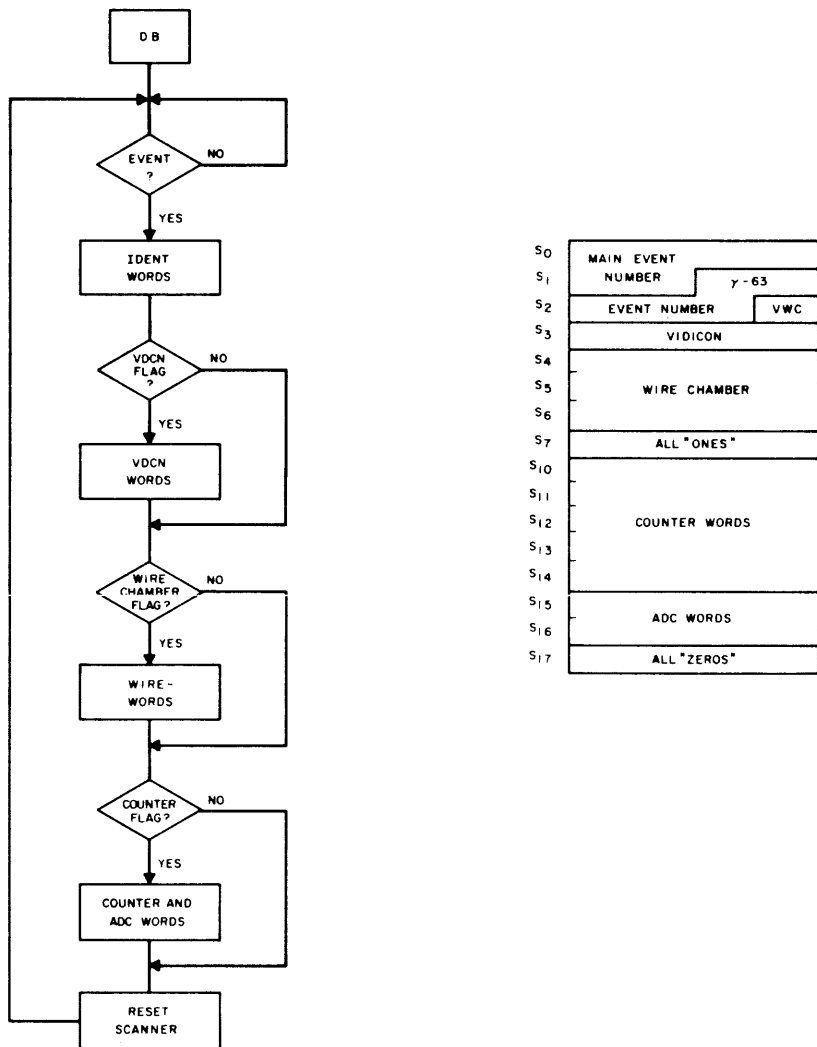 DB
EVENT
?
NO
YES
IDENT
WORDS
VDCN
FLAG
?
NO
YES
VDCN
WORDS
WIRE
CHAMBER
FLAG?
NO
YES
WIRE-
WORDS
COUNTER
FLAG?
NO
YES
COUNTER AND
ADC WORDS
RESET
SCANNER
S0
MAIN EVENT
S1
NUMBER
γ-63
S2
EVENT NUMBER
VWC
S3
VIDICON
S4
S5
WIRE CHAMBER
S6
S7
ALL "ONES"
S10
S11
S12
COUNTER WORDS
S13
S14
S15
ADC WORDS
S16
S17
ALL "ZEROS"